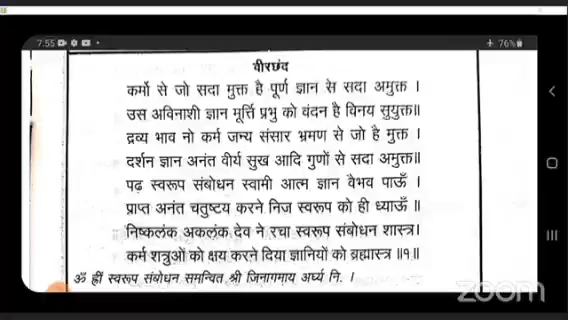 7.55
76%
वीरछंद
कर्मो से जो सदा मुक्त है पूर्ण ज्ञान से सदा अमुक्त ।
उस अविनाशी ज्ञान मूर्त्ति प्रभु को वंदन है विनय सुयुक्त॥
द्रव्य भाव नो कर्म जन्य संसार भ्रमण से जो है मुक्त ।
दर्शन ज्ञान अनंत वीर्य सुख आदि गुणों से सदा अमुक्त॥
पढ़ स्वरूप संबोधन स्वामी आत्म ज्ञान वैभव पाऊँ ।
प्राप्त अनंत चतुष्टय करने निज स्वरूप को ही ध्याऊँ ॥
निष्कलंक अकलंक देव ने रचा स्वरूप संबोधन शास्त्र।
कर्म शत्रुओं को क्षय करने दिया ज्ञानियों को ब्रह्मास्त्र ॥१॥
ॐ ह्रीं स्वरूप संबोधन समन्वित श्री जिनागमाय अर्घ्य नि. ।
zoom